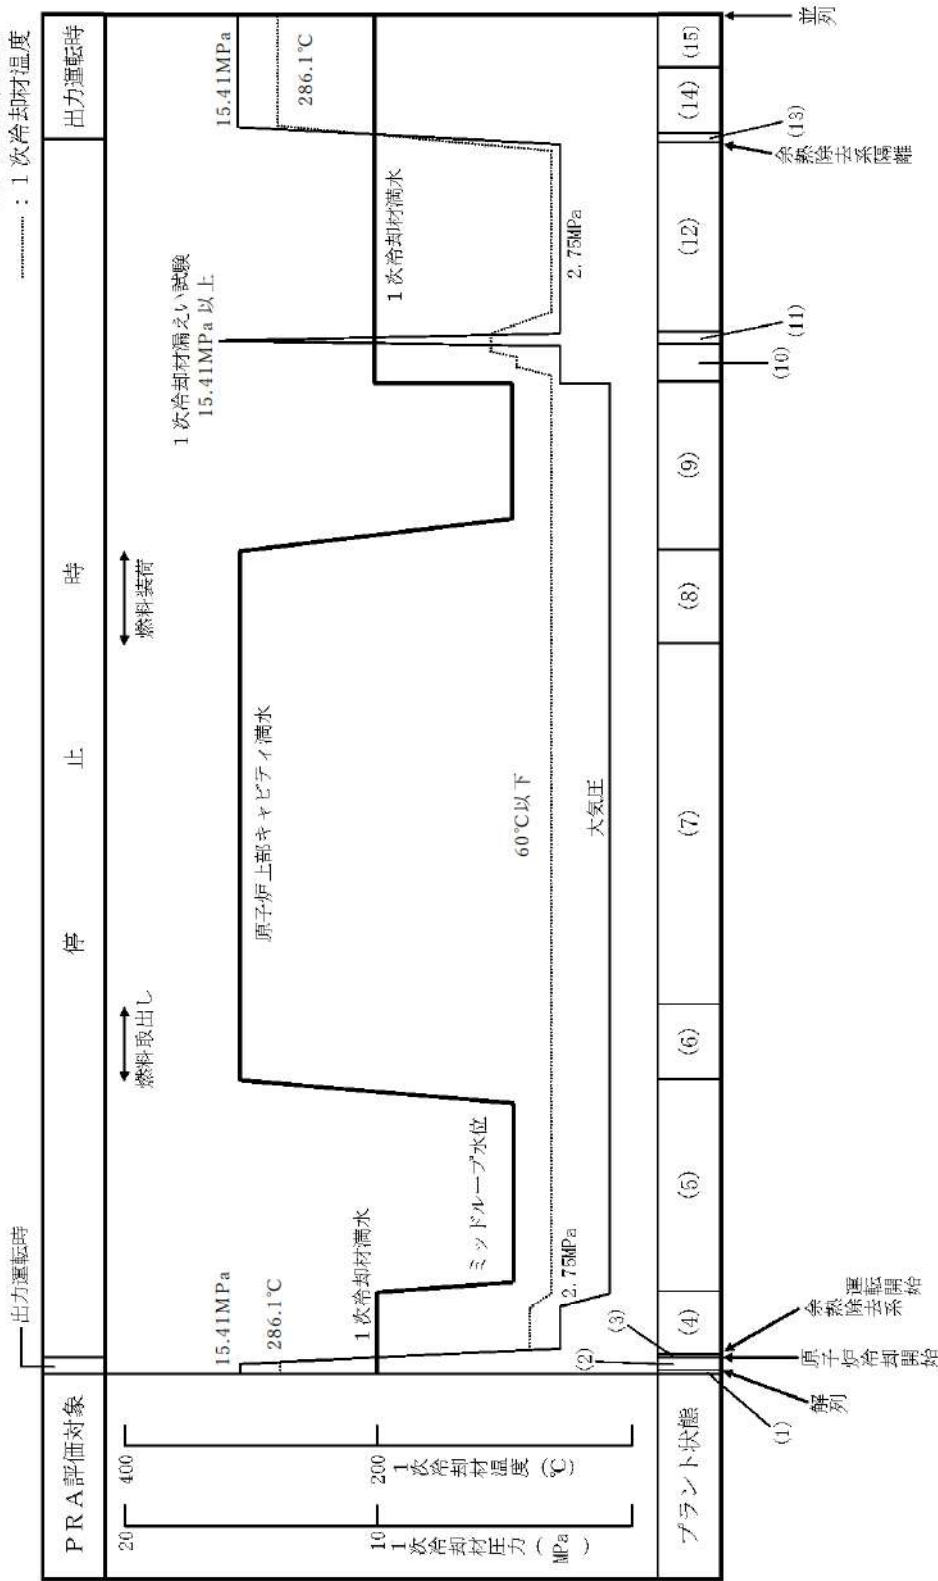 ┈┈ : 1 次冷却材温度
出力運転時
PRA評価対象
停 止 時
出力運転時
20
400
10
200
1次冷却材圧力(MPa)
1次冷却材温度(℃)
燃料取出し
燃料装荷
15.41MPa
286.1℃
1 次冷却材満水
ミッドループ水位
2.75MPa
原子炉上部キャビティ満水
60℃以下
大気圧
1 次冷却材漏えい試験
15.41MPa 以上
1 次冷却材満水
2.75MPa
15.41MPa
286.1℃
プラント状態
(1)
(2)
(3)
(4)
(5)
(6)
(7)
(8)
(9)
(10)
(11)
(12)
(13)
(14)
(15)
解列
原子炉冷却開始
余熱除去系
運転開始
余熱除去系隔離
並列